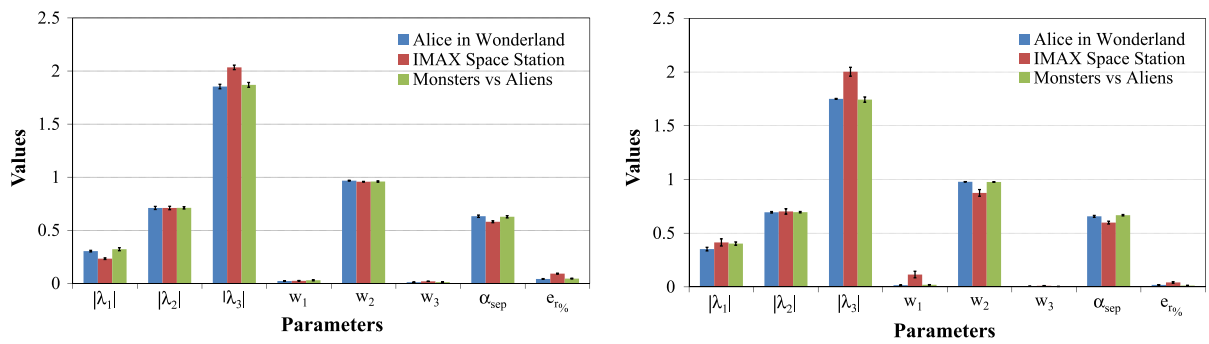 2.5
2
1.5
1
0.5
0
Values
Alice in Wonderland
IMAX Space Station
Monsters vs Aliens
|λ1| |λ2| |λ3| w1 w2 w3 αsep er%
Parameters
2.5
2
1.5
1
0.5
0
Values
Alice in Wonderland
IMAX Space Station
Monsters vs Aliens
|λ1| |λ2| |λ3| w1 w2 w3 αsep er%
Parameters